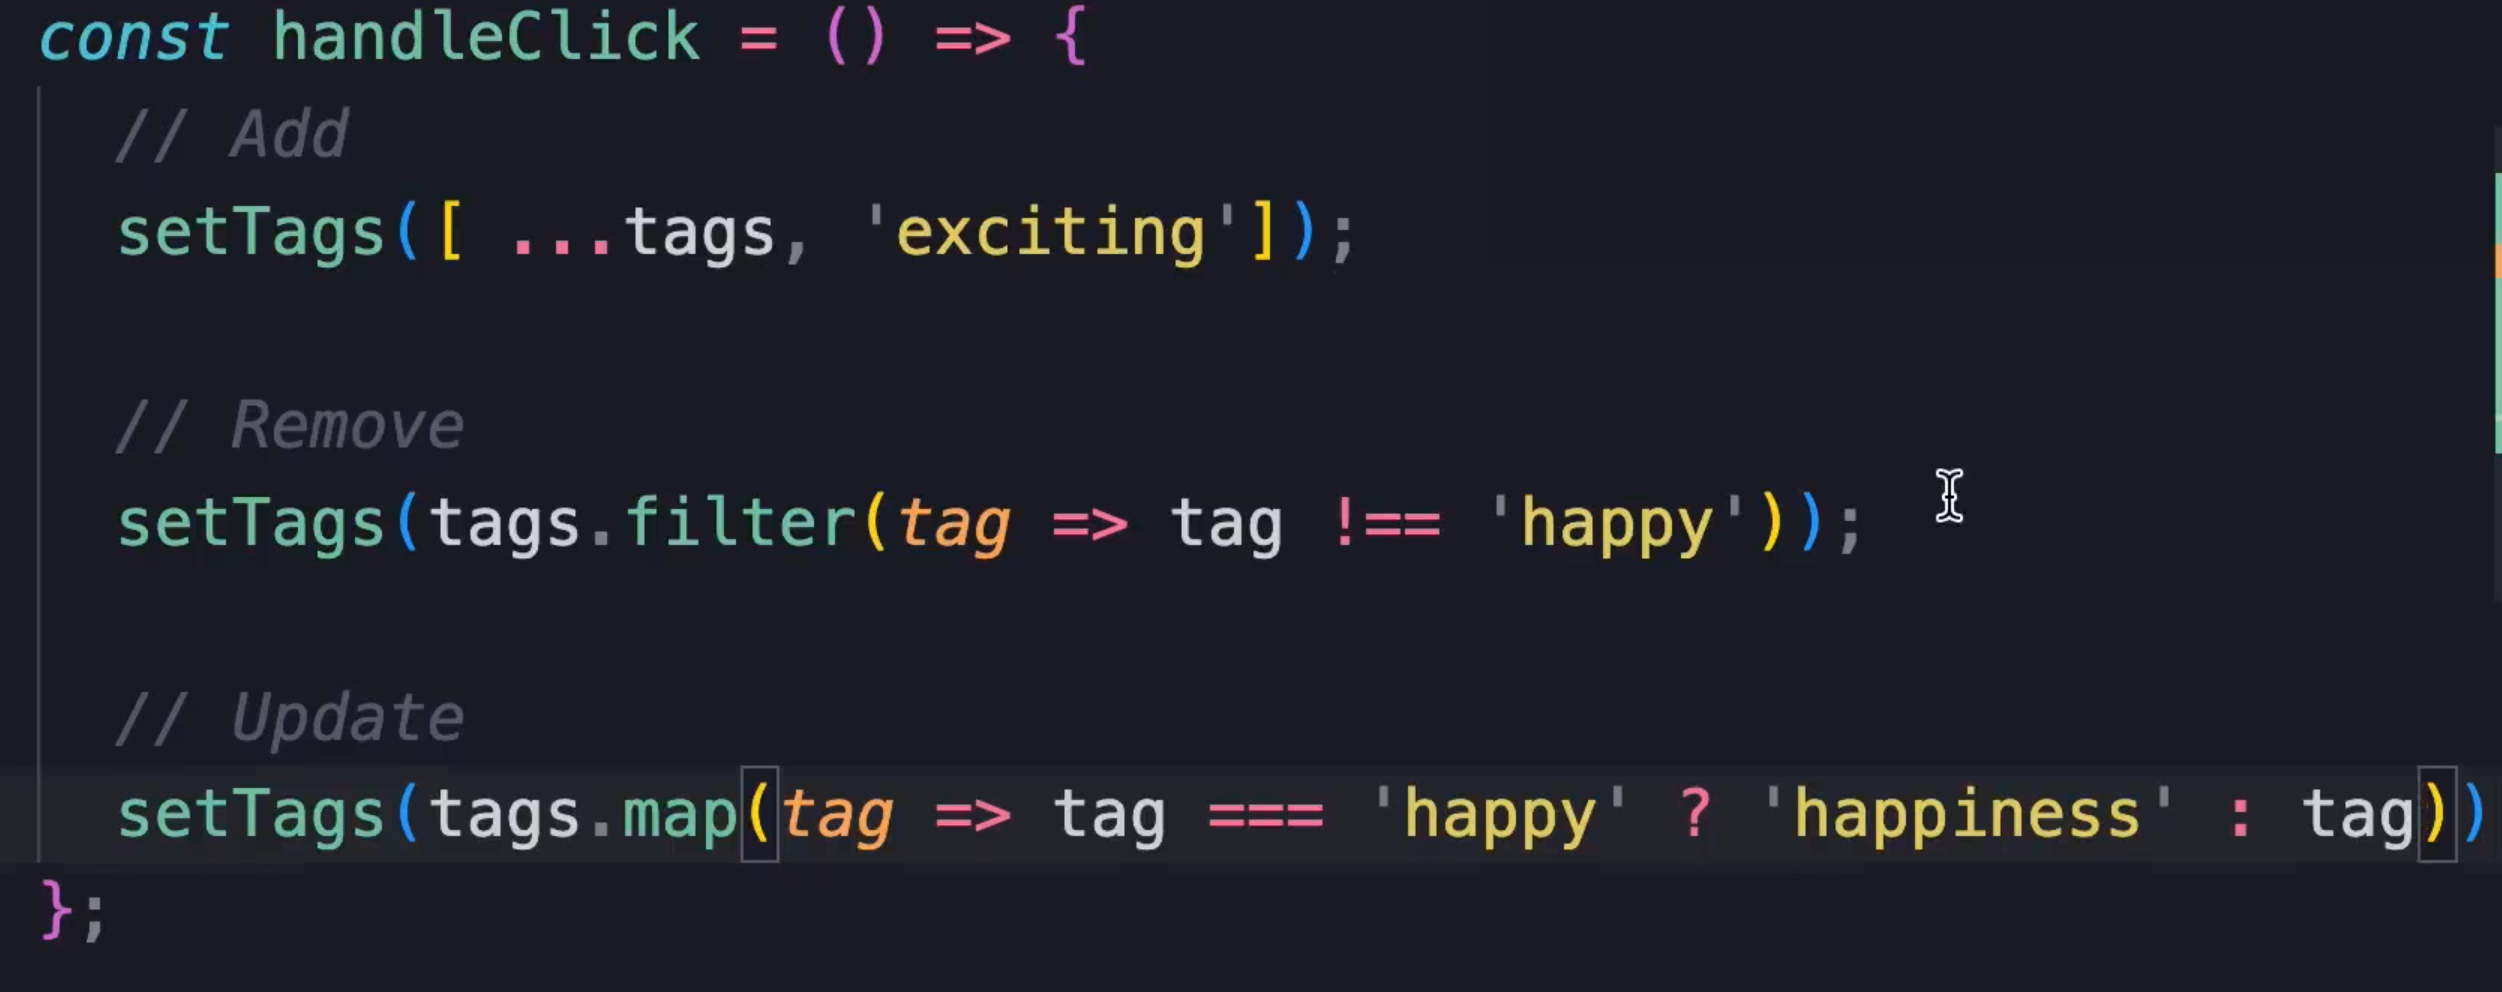 const handleClick = () => {
// Add
setTags([ ...tags, 'exciting']);
// Remove
setTags(tags.filter(tag => tag !== 'happy'));
// Update
setTags(tags.map(tag => tag === 'happy' ? 'happiness' : tag))
};